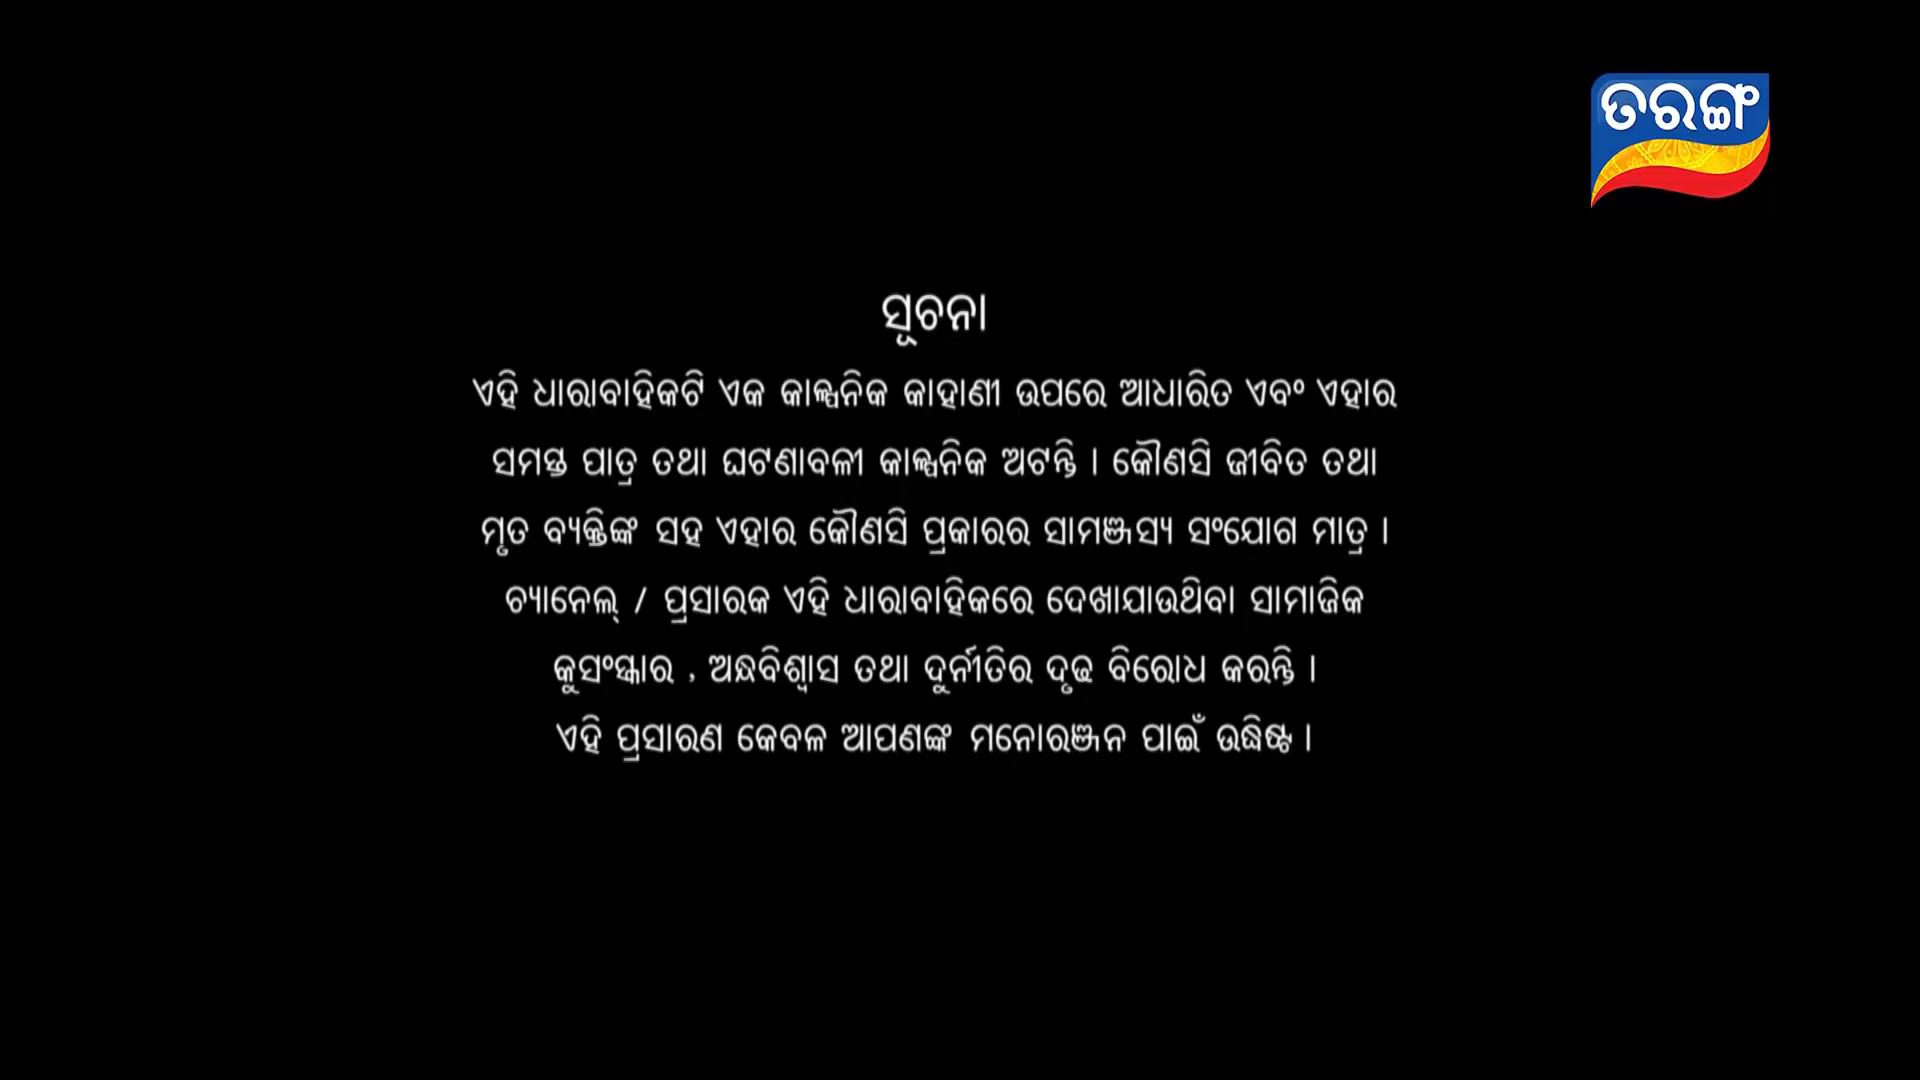 ତରଙ୍ଗ
ସୂଚନା
ଏହି ଧାରାବାହିକଟି ଏକ କାଳ୍ପନିକ କାହାଣୀ ଉପରେ ଆଧାରିତ ଏବଂ ଏହାର
ସମସ୍ତ ପାତ୍ର ତଥା ଘଟଣାବଳୀ କାଳ୍ପନିକ ଅଟନ୍ତି । କୌଣସି ଜୀବିତ ତଥା
ମୃତ ବ୍ୟକ୍ତିଙ୍କ ସହ ଏହାର କୌଣସି ପ୍ରକାରର ସାମଞ୍ଜସ୍ୟ ସଂଯୋଗ ମାତ୍ର ।
ଚ୍ୟାନେଲ୍ / ପ୍ରସାରକ ଏହି ଧାରାବାହିକରେ ଦେଖାଯାଉଥିବା ସାମାଜିକ
କୁସଂସ୍କାର , ଅନ୍ଧବିଶ୍ୱାସ ତଥା ଦୁର୍ନୀତିର ଦୃଢ ବିରୋଧ କରନ୍ତି ।
ଏହି ପ୍ରସାରଣ କେବଳ ଆପଣଙ୍କ ମନୋରଞ୍ଜନ ପାଇଁ ଉଦ୍ଧିଷ୍ଟ ।